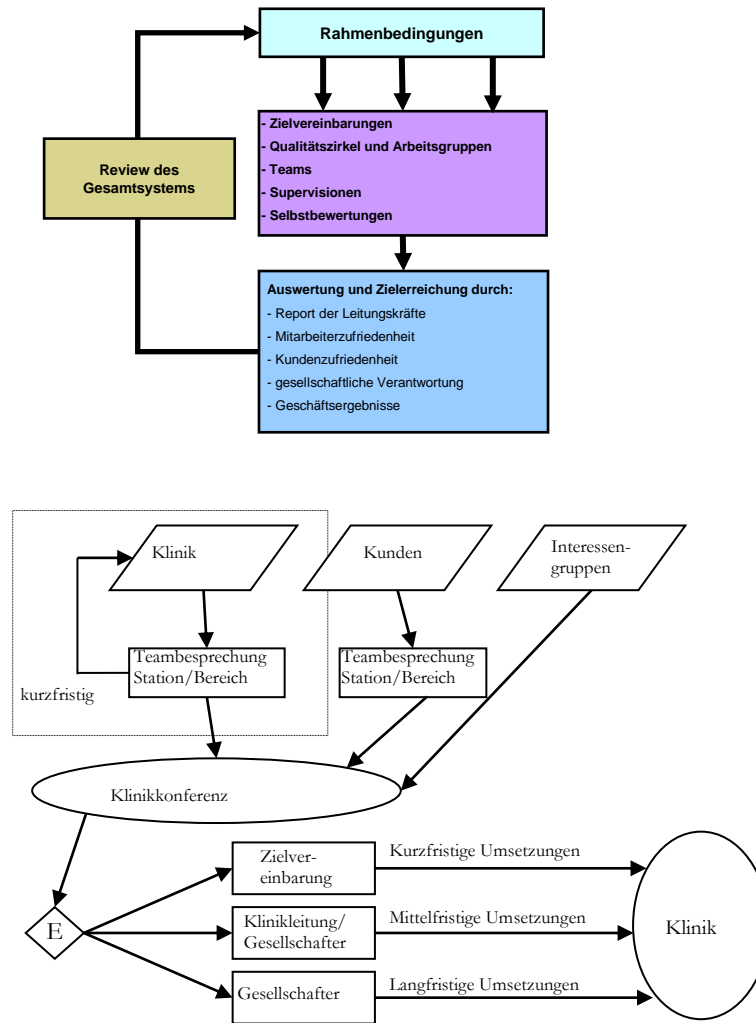 Rahmenbedingungen
- Zielvereinbarungen
- Qualitätszirkel und Arbeitsgruppen
- Teams
- Supervisionen
- Selbstbewertungen
Review des
Gesamtsystems
Auswertung und Zielerreichung durch:
- Report der Leitungskräfte
- Mitarbeiterzufriedenheit
- Kundenzufriedenheit
- gesellschaftliche Verantwortung
- Geschäftsergebnisse
Klinik
Kunden
Interessen-
gruppen
Teambesprechung
Station/Bereich
Teambesprechung
Station/Bereich
kurzfristig
Klinikkonferenz
E
Zielver-
einbarung
Kurzfristige Umsetzungen
Klinikleitung/
Gesellschafter
Mittelfristige Umsetzungen
Gesellschafter
Langfristige Umsetzungen
Klinik